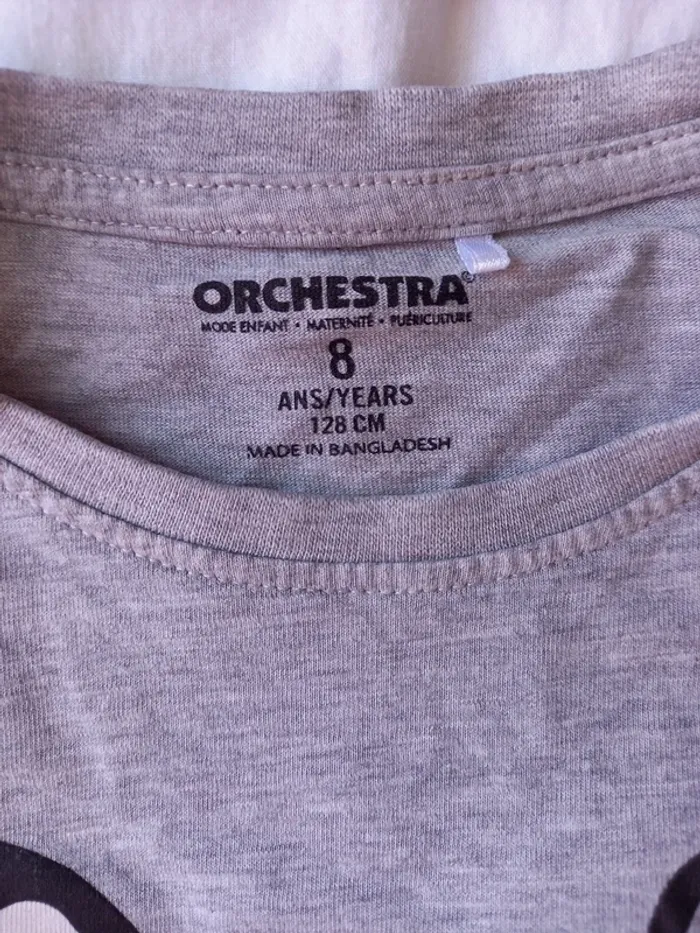 ORCHESTRA®
MODE ENFANT • MATERNITÉ • PUÉRICULTURE
8
ANS/YEARS
128 CM
MADE IN BANGLADESH